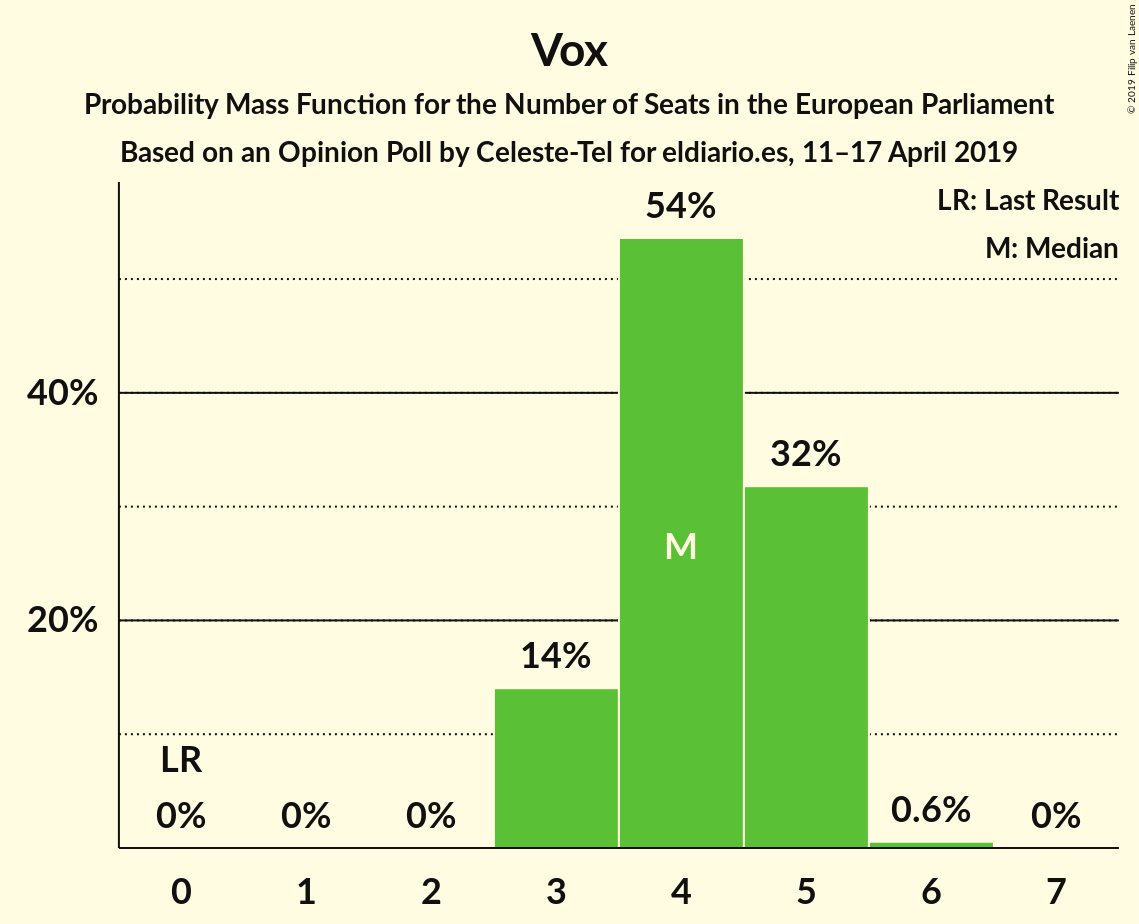 Vox
Probability Mass Function for the Number of Seats in the European Parliament
Based on an Opinion Poll by Celeste-Tel for eldiario.es, 11–17 April 2019
© 2019 Filip van Laenen
LR: Last Result
M: Median
54%
40%
32%
M
20%
14%
LR
0%
0%
0%
0.6%
0%
0
1
2
3
4
5
6
7